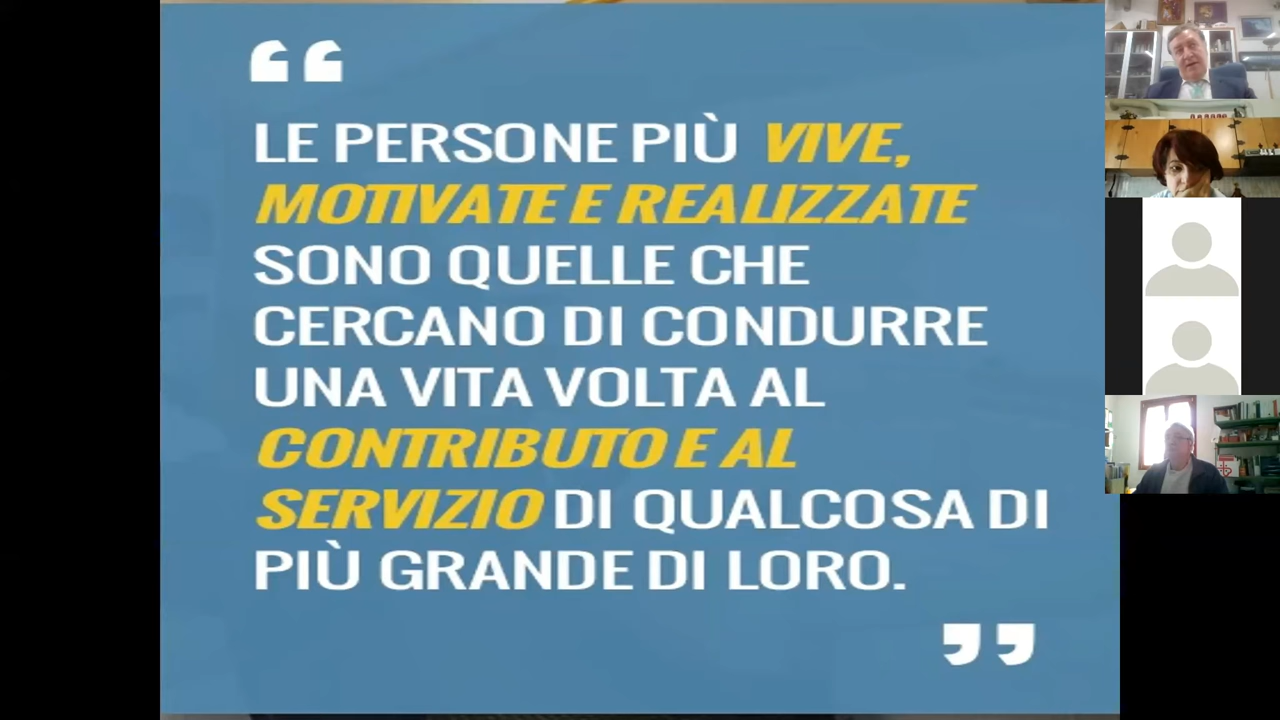 “
LE PERSONE PIÙ VIVE,
MOTIVATE E REALIZZATE
SONO QUELLE CHE
CERCANO DI CONDURRE
UNA VITA VOLTA AL
CONTRIBUTO E AL
SERVIZIO DI QUALCOSA DI
PIÙ GRANDE DI LORO.
”